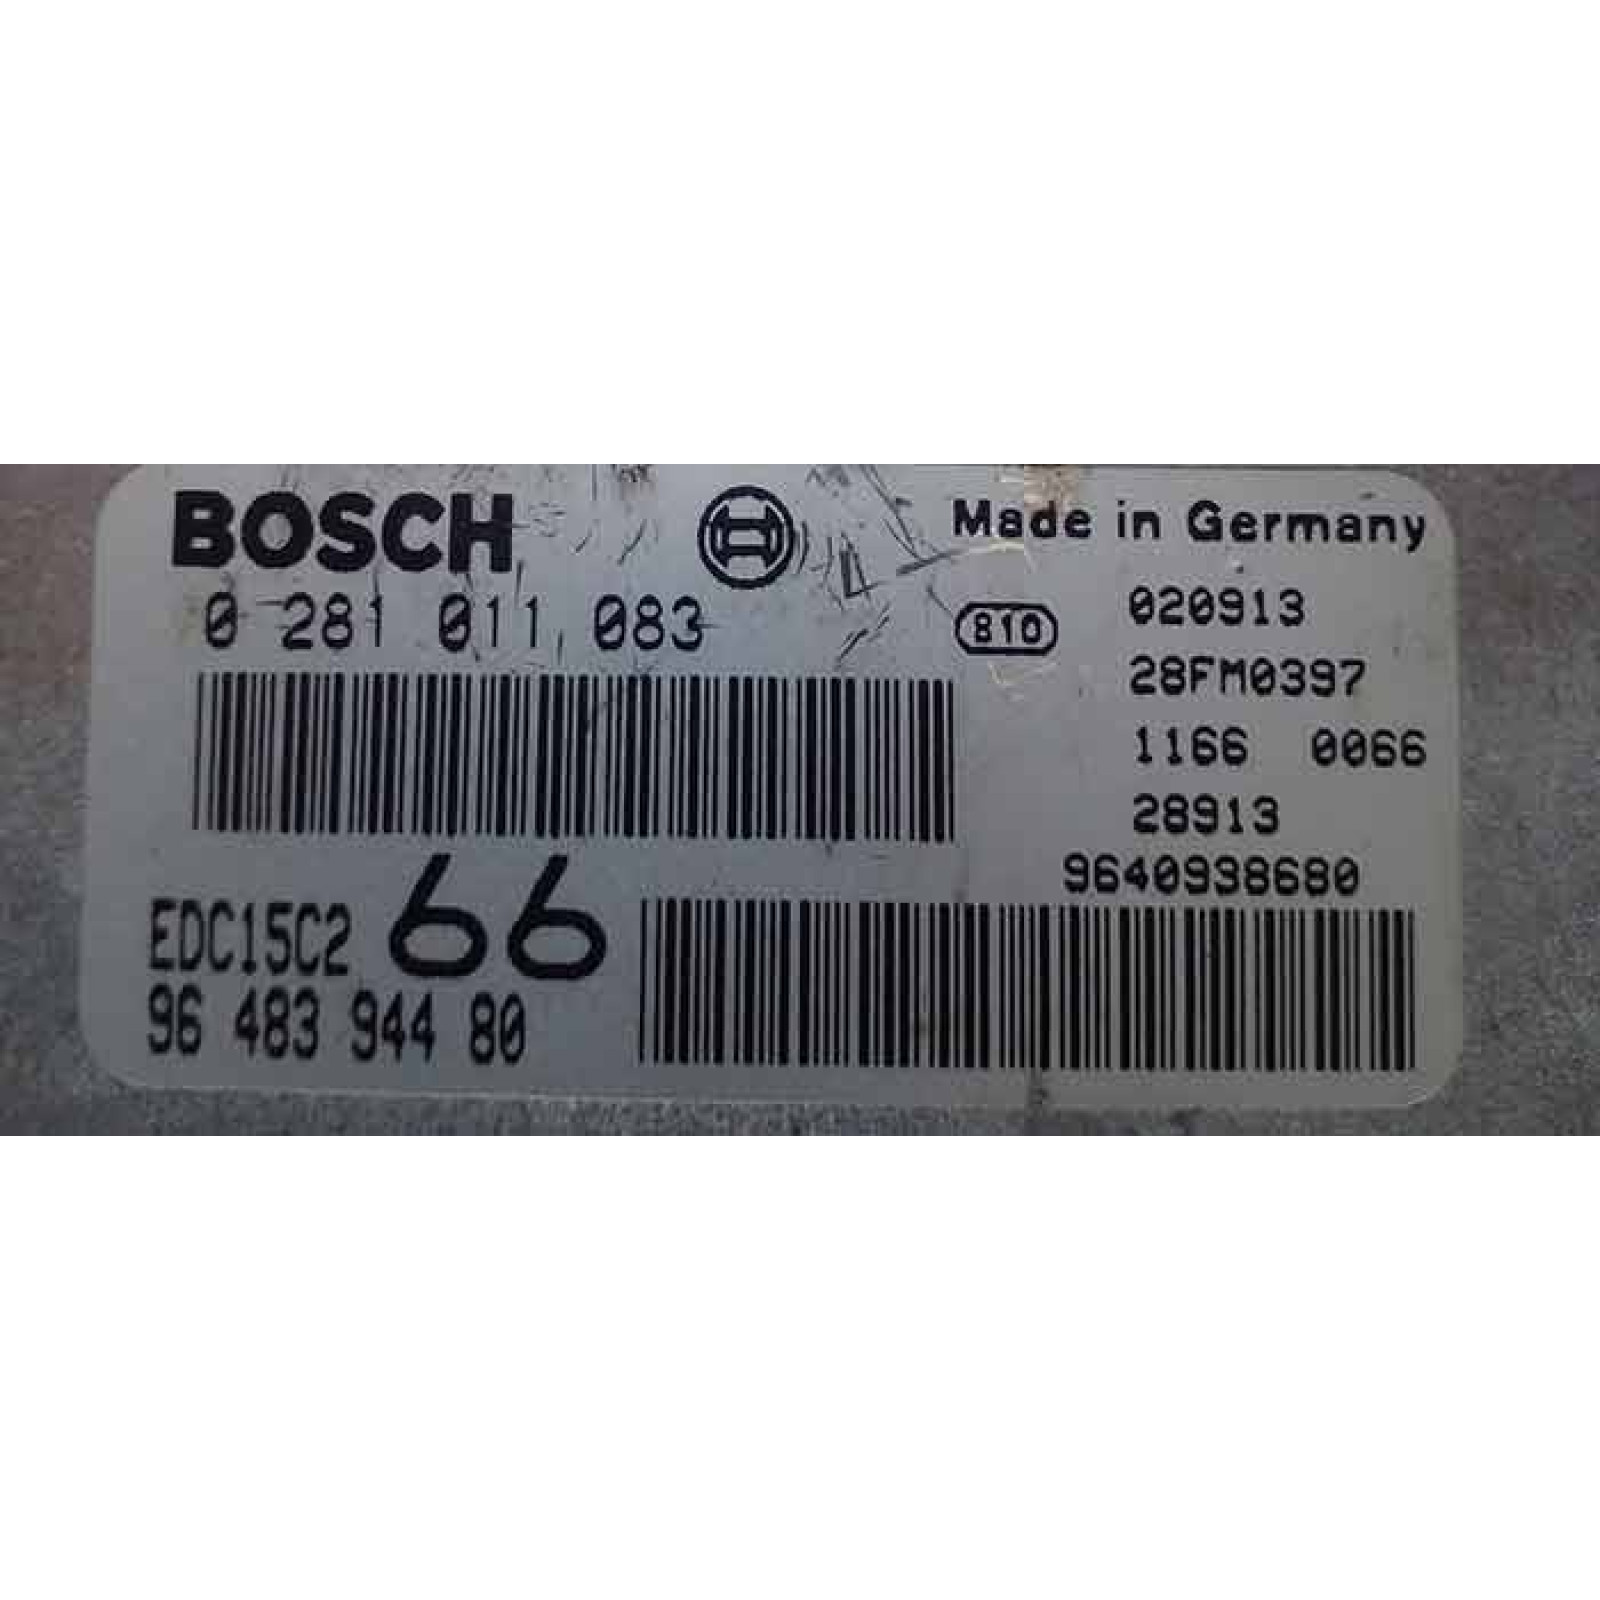 BOSCH
Made in Germany
0 281 011 083
810
020913
28FM0397
1166 0066
28913
9640938680
EDC15C2 66
96 483 944 80